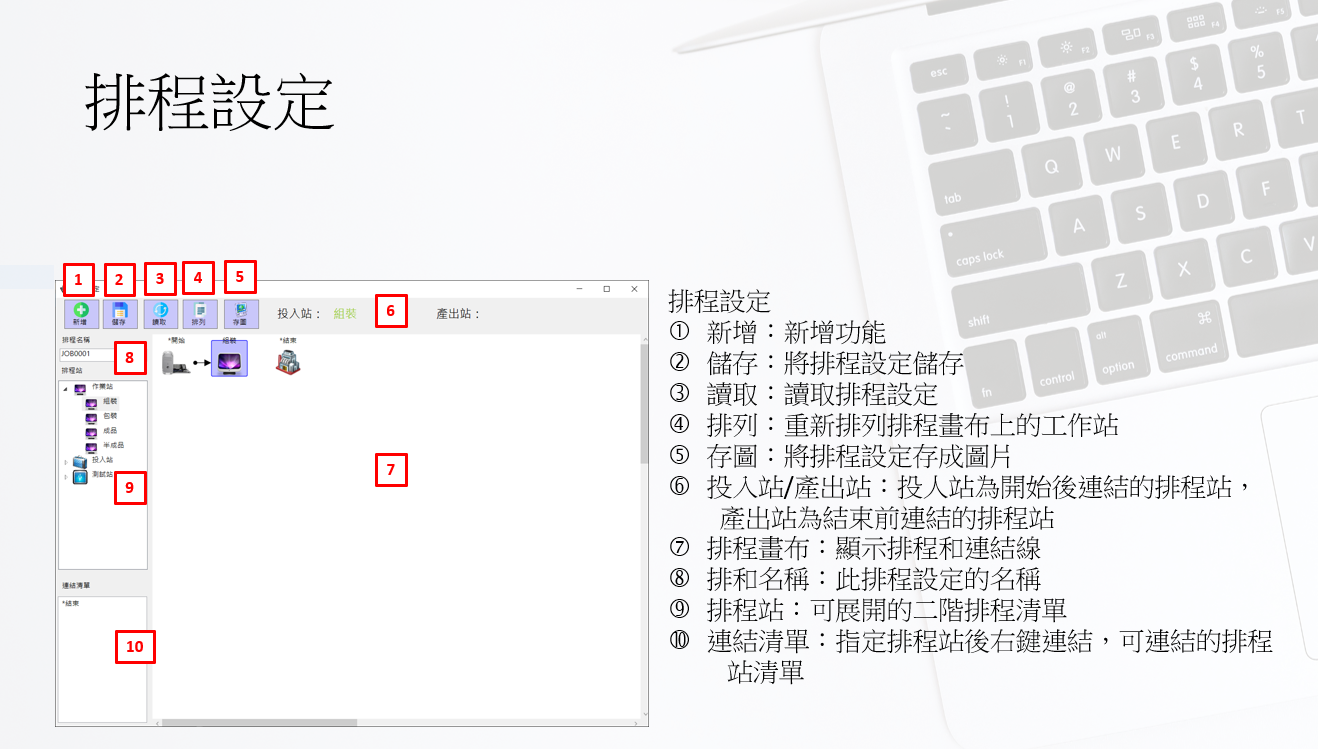 排程設定
1 2 3 4 5
新增 儲存 讀取 排列 存圖
投入站： 組裝 6 產出站：
排程名稱
JOB0001
8
排程站
作業站
組裝
包裝
成品
半成品
投入站
測試站
9
*開始 組裝 *結束
7
連結清單
*結束
10
排程設定
① 新增：新增功能
② 儲存：將排程設定儲存
③ 讀取：讀取排程設定
④ 排列：重新排列排程畫布上的工作站
⑤ 存圖：將排程設定存成圖片
⑥ 投入站/產出站：投入站為開始後連結的排程站，
產出站為結束前連結的排程站
⑦ 排程畫布：顯示排程和連結線
⑧ 排和名稱：此排程設定的名稱
⑨ 排程站：可展開的二階排程清單
⑩ 連結清單：指定排程站後右鍵連結，可連結的排程
站清單
esc F1 F2 F3 F4 F5
~ ! 1 @ 2 # 3 $ 4 % 5
tab Q W E R T
caps lock A S D F
shift Z X C V
fn control alt option ⌘ command